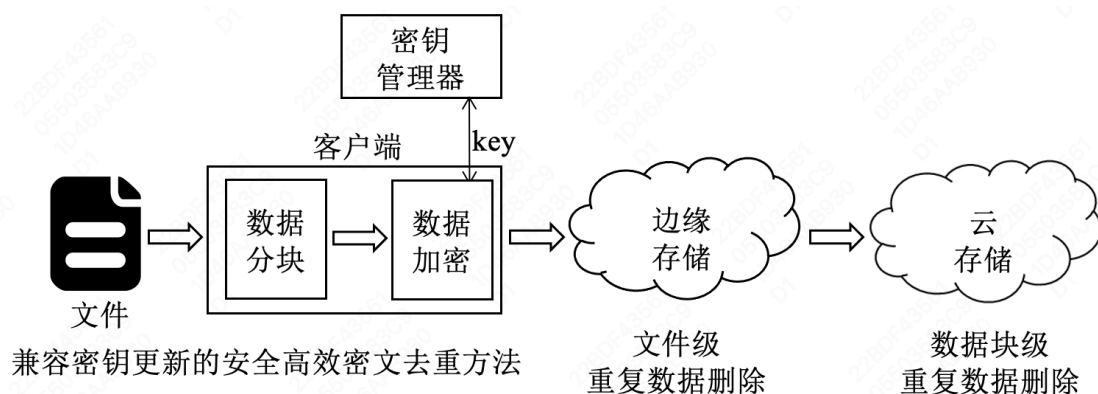 密钥
管理器
key
客户端
数据
分块
数据
加密
边缘
存储
云
存储
文件
兼容密钥更新的安全高效密文去重方法
文件级
重复数据删除
数据块级
重复数据删除